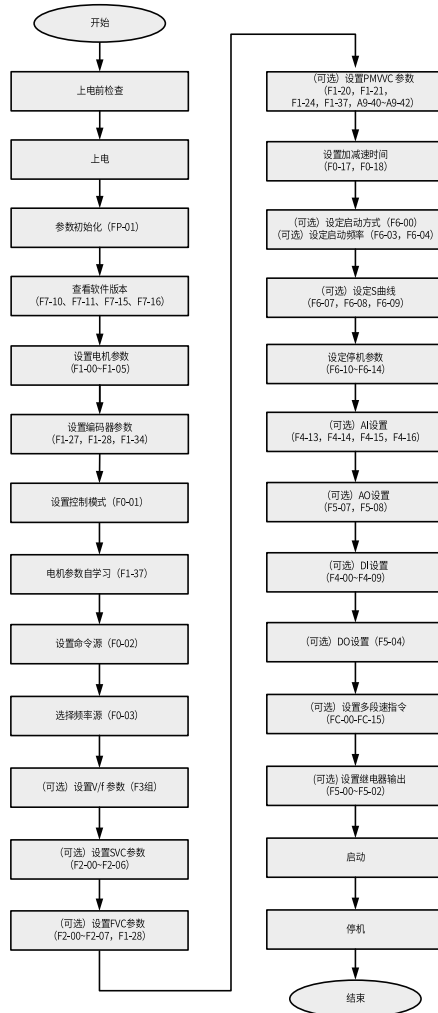 开始
上电前检查
上电
参数初始化（FP-01）
查看软件版本
（F7-10、F7-11、F7-15、F7-16）
设置电机参数
（F1-00~F1-05）
设置编码器参数
（F1-27，F1-28，F1-34）
设置控制模式（F0-01）
电机参数自学习（F1-37）
设置命令源（F0-02）
选择频率源（F0-03）
（可选）设置V/f 参数（F3组）
（可选）设置SVC参数
（F2-00~F2-06）
（可选）设置FVC参数
（F2-00~F2-07，F1-28）
（可选）设置PMVVC 参数
（F1-20，F1-21，
F1-24，F1-37，A9-40~A9-42）
设置加减速时间
（F0-17，F0-18）
（可选）设定启动方式（F6-00）
（可选）设定启动频率（F6-03，F6-04）
（可选）设定S曲线
（F6-07，F6-08，F6-09）
设定停机参数
（F6-10~F6-14）
（可选）AI设置
（F4-13，F4-14，F4-15，F4-16）
（可选）AO设置
（F5-07，F5-08）
（可选）DI设置
（F4-00~F4-09）
（可选）DO设置（F5-04）
（可选）设置多段速指令
（FC-00-FC-15）
(可选) 设置继电器输出
（F5-00~F5-02）
启动
停机
结束